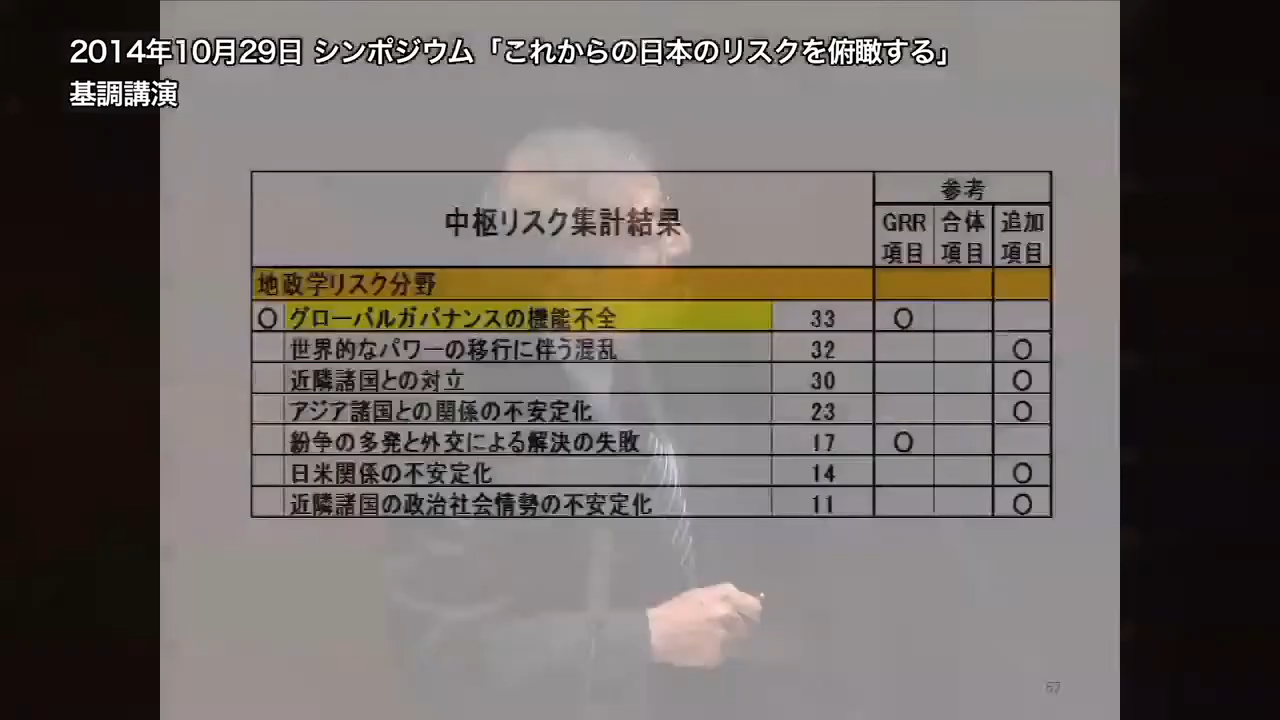 2014年10月29日 シンポジウム「これからの日本のリスクを俯瞰する」
基調講演
中枢リスク集計結果
参考
GRR項目
合体項目
追加項目
地政学リスク分野
○ グローバルガバナンスの機能不全 33 ○
世界的なパワーの移行に伴う混乱 32 ○
近隣諸国との対立 30 ○
アジア諸国との関係の不安定化 23 ○
紛争の多発と外交による解決の失敗 17 ○
日米関係の不安定化 14 ○
近隣諸国の政治社会情勢の不安定化 11 ○